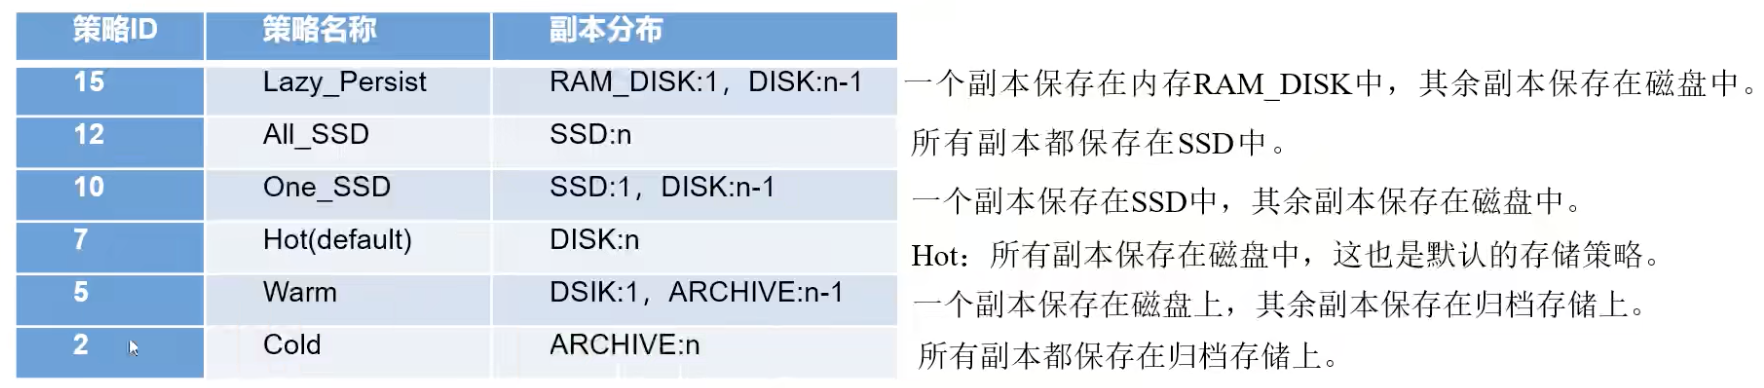 策略ID 策略名称 副本分布
15 Lazy_Persist RAM_DISK:1，DISK:n-1 一个副本保存在内存RAM_DISK中，其余副本保存在磁盘中。
12 All_SSD SSD:n 所有副本都保存在SSD中。
10 One_SSD SSD:1，DISK:n-1 一个副本保存在SSD中，其余副本保存在磁盘中。
7 Hot(default) DISK:n Hot：所有副本保存在磁盘中，这也是默认的存储策略。
5 Warm DSIK:1，ARCHIVE:n-1 一个副本保存在磁盘上，其余副本保存在归档存储上。
2 Cold ARCHIVE:n 所有副本都保存在归档存储上。